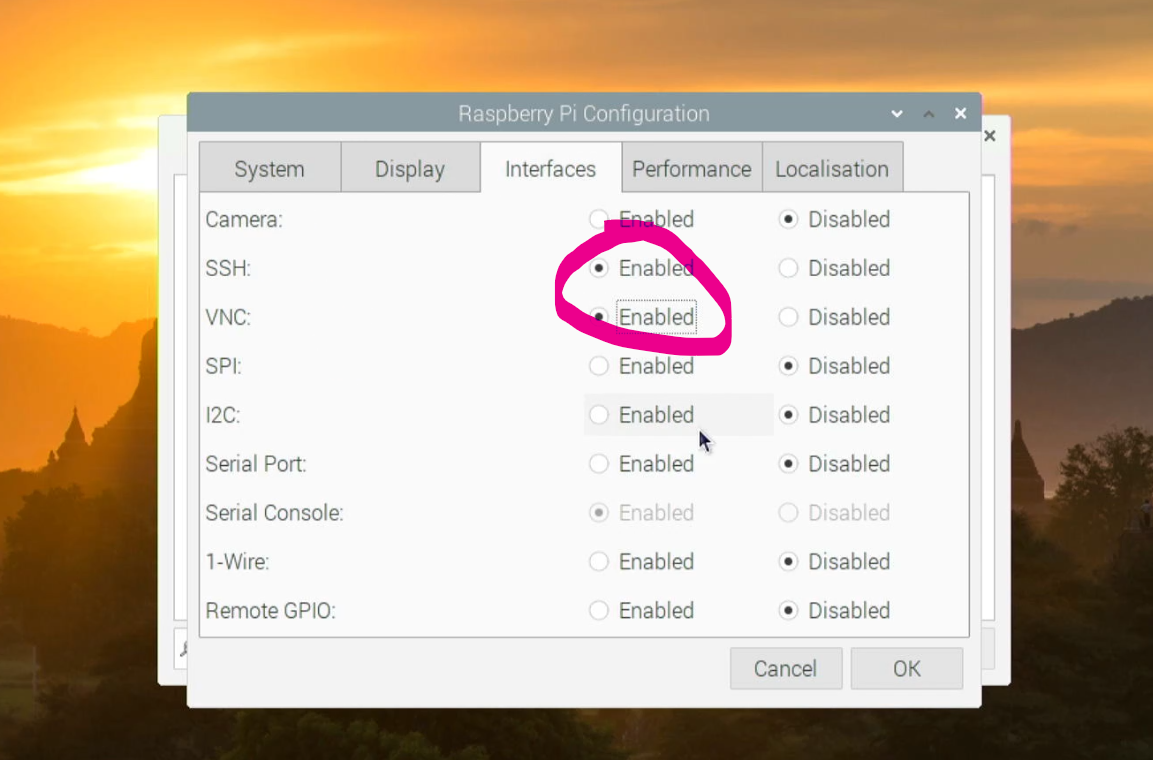 Raspberry Pi Configuration
System Display Interfaces Performance Localisation
Camera: Enabled Disabled
SSH: Enabled Disabled
VNC: Enabled Disabled
SPI: Enabled Disabled
I2C: Enabled Disabled
Serial Port: Enabled Disabled
Serial Console: Enabled Disabled
1-Wire: Enabled Disabled
Remote GPIO: Enabled Disabled
Cancel OK